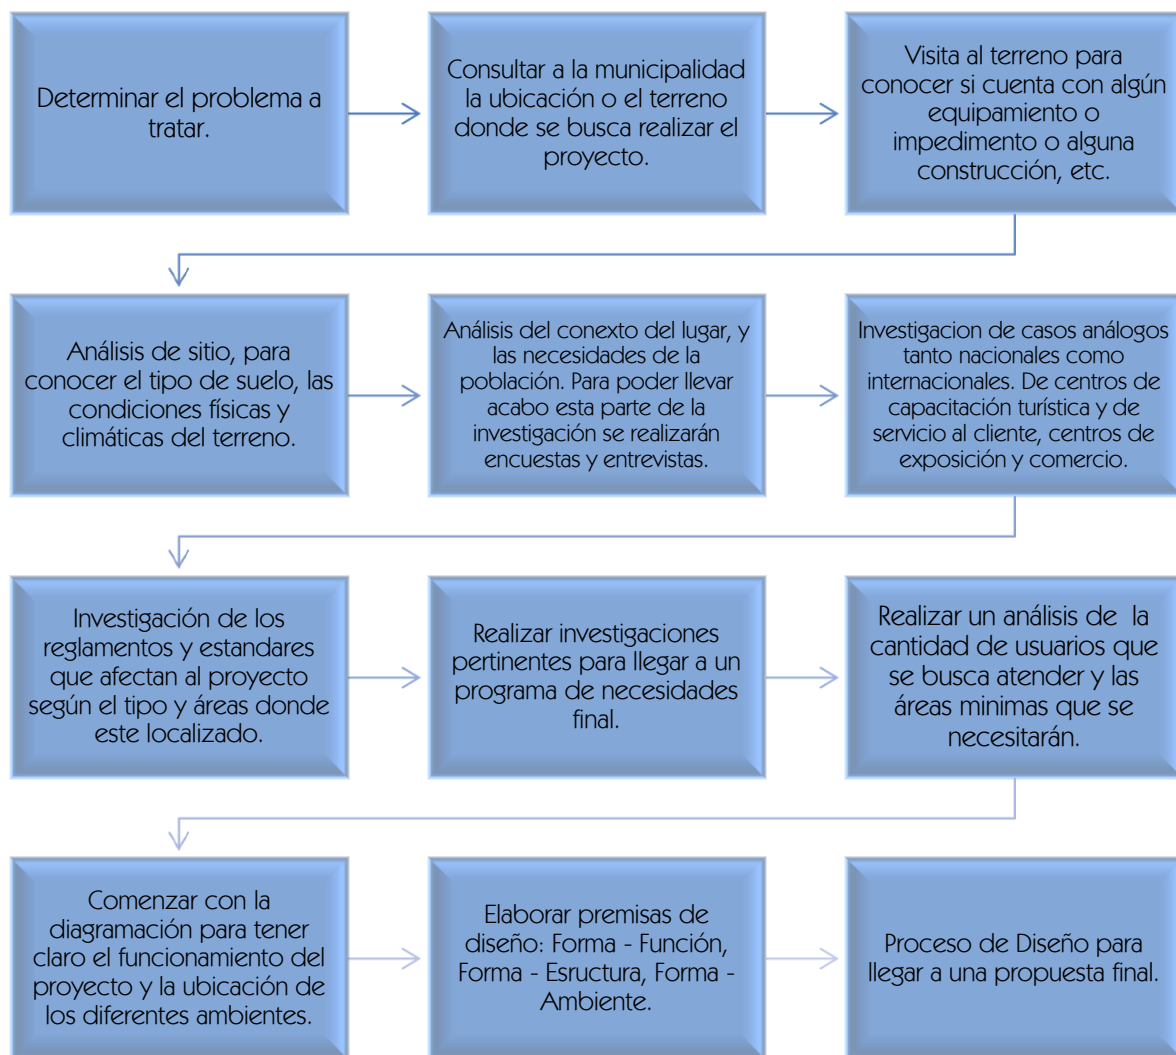 Determinar el problema a
tratar.
Consultar a la municipalidad
la ubicación o el terreno
donde se busca realizar el
proyecto.
Visita al terreno para
conocer si cuenta con algún
equipamiento o
impedimento o alguna
construcción, etc.
Análisis de sitio, para
conocer el tipo de suelo, las
condiciones físicas y
climáticas del terreno.
Análisis del conexto del lugar, y
las necesidades de la
población. Para poder llevar
acabo esta parte de la
investigación se realizarán
encuestas y entrevistas.
Investigacion de casos análogos
tanto nacionales como
internacionales. De centros de
capacitación turística y de
servicio al cliente, centros de
exposición y comercio.
Investigación de los
reglamentos y estandares
que afectan al proyecto
según el tipo y áreas donde
este localizado.
Realizar investigaciones
pertinentes para llegar a un
programa de necesidades
final.
Realizar un análisis de  la
cantidad de usuarios que
se busca atender y las
áreas minimas que se
necesitarán.
Comenzar con la
diagramación para tener
claro el funcionamiento del
proyecto y la ubicación de
los diferentes ambientes.
Elaborar premisas de
diseño: Forma - Función,
Forma - Esructura, Forma -
Ambiente.
Proceso de Diseño para
llegar a una propuesta final.